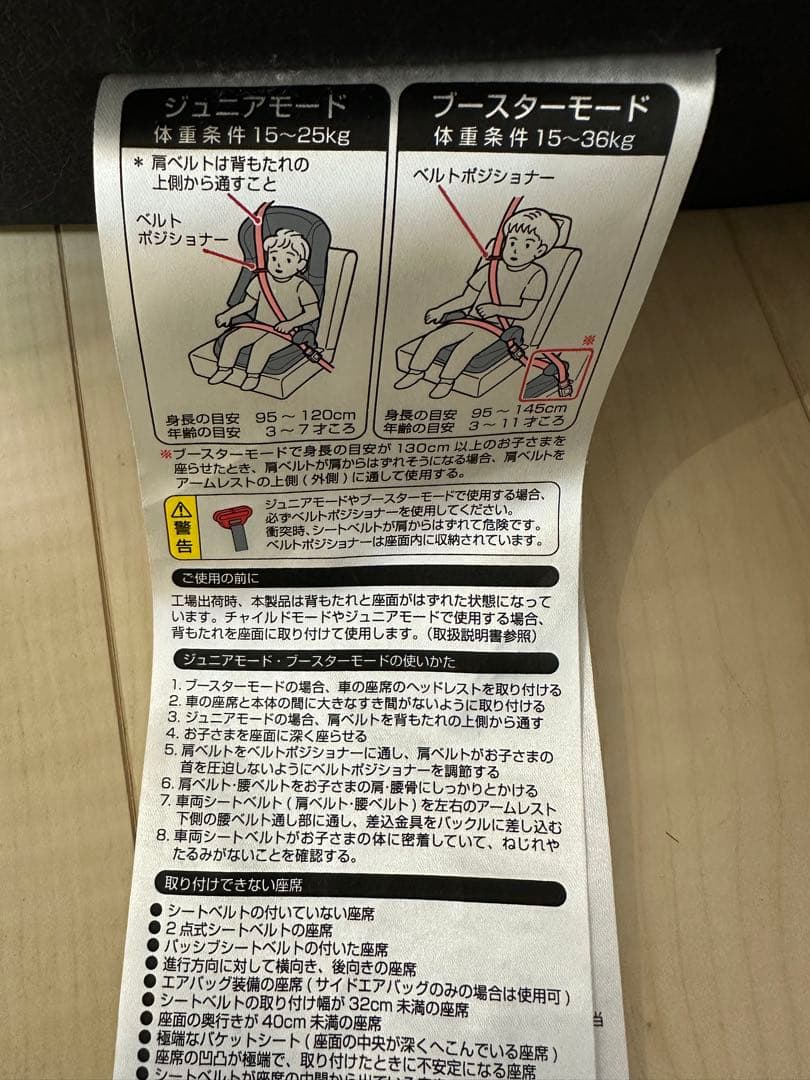 ジュニアモード
体重条件 15〜25kg
* 肩ベルトは背もたれの
上側から通すこと
ベルト
ポジショナー
身長の目安 95〜120cm
年齢の目安 3〜7才ころ
ブースターモード
体重条件 15〜36kg
ベルトポジショナー
※
身長の目安 95〜145cm
年齢の目安 3〜11才ころ
※ブースターモードで身長の目安が130cm以上のお子さまを
座らせたとき、肩ベルトが肩からはずれそうになる場合、肩ベルトを
アームレストの上側(外側)に通して使用する。
警告
ジュニアモードやブースターモードで使用する場合、
必ずベルトポジショナーを使用してください。
衝突時、シートベルトが肩からはずれて危険です。
ベルトポジショナーは座面内に収納されています。
ご使用の前に
工場出荷時、本製品は背もたれと座面がはずれた状態になって
います。チャイルドモードやジュニアモードで使用する場合、
背もたれを座面に取り付けて使用します。(取扱説明書参照)
ジュニアモード・ブースターモードの使いかた
1. ブースターモードの場合、車の座席のヘッドレストを取り付ける
2. 車の座席と本体の間に大きなすき間がないように取り付ける
3. ジュニアモードの場合、肩ベルトを背もたれの上側から通す
4. お子さまを座面に深く座らせる
5. 肩ベルトをベルトポジショナーに通し、肩ベルトがお子さまの
首を圧迫しないようにベルトポジショナーを調節する
6. 肩ベルト・腰ベルトをお子さまの肩・腰骨にしっかりとかける
7. 車両シートベルト(肩ベルト・腰ベルト)を左右のアームレスト
下側の腰ベルト通し部に通し、差込金具をバックルに差し込む
8. 車両シートベルトがお子さまの体に密着していて、ねじれや
たるみがないことを確認する。
取り付けできない座席
● シートベルトの付いていない座席
● 2点式シートベルトの座席
● パッシブシートベルトの付いた座席
● 進行方向に対して横向き、後向きの座席
● エアバッグ装備の座席(サイドエアバッグのみの場合は使用可)
● シートベルトの取り付け幅が32cm未満の座席
● 座面の奥行きが40cm未満の座席
● 極端なバケットシート(座面の中央が深くへこんでいる座席)
● 座席の凹凸が極端で、取り付けたときに不安定になる座席
● シートベルトが座席の中間から出ている
当